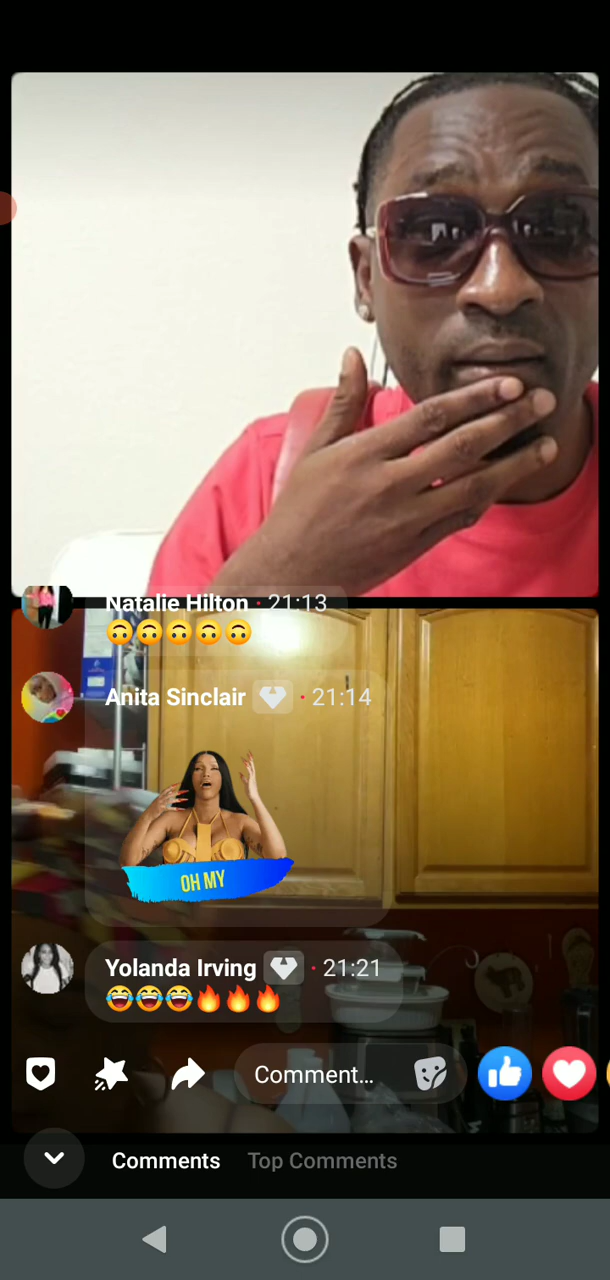 Natalie Hilton · 21:13
🙃🙃🙃🙃🙃
Anita Sinclair · 21:14
OH MY
Yolanda Irving · 21:21
😂😂😂🔥🔥🔥
Comment...
Comments Top Comments